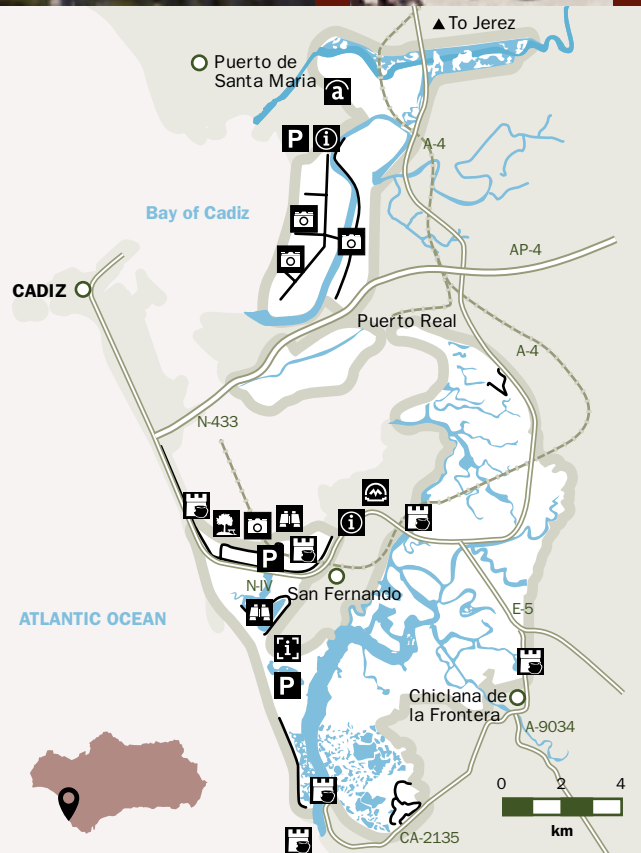 ▲ To Jerez
Puerto de
Santa Maria
a
P i
A-4
Bay of Cadiz
AP-4
CADIZ
Puerto Real
A-4
N-433
i
P
N-IV
San Fernando
ATLANTIC OCEAN
E-5
i
P
Chiclana de
la Frontera
A-9034
0 2 4
km
CA-2135